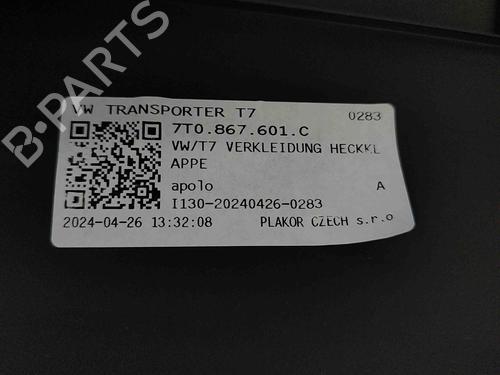 VW TRANSPORTER T7 0283
7T0.867.601.C
VW/T7 VERKLEIDUNG HECKKL
APPE
apolo A
I130-20240426-0283
2024-04-26 13:32:08 PLAKOR CZECH s.r.o
B-PARTS